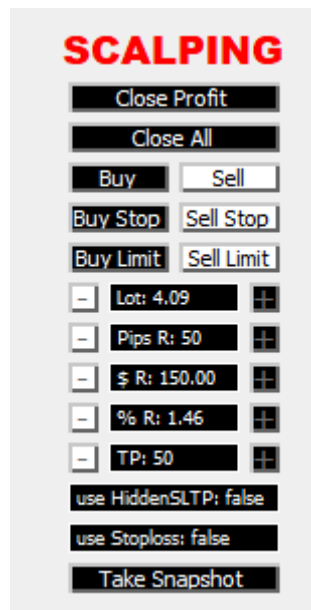 SCALPING
Close Profit
Close All
Buy Sell
Buy Stop Sell Stop
Buy Limit Sell Limit
- Lot: 4.09 +
- Pips R: 50 +
- $ R: 150.00 +
- % R: 1.46 +
- TP: 50 +
use HiddenSLTP: false
use Stoploss: false
Take Snapshot